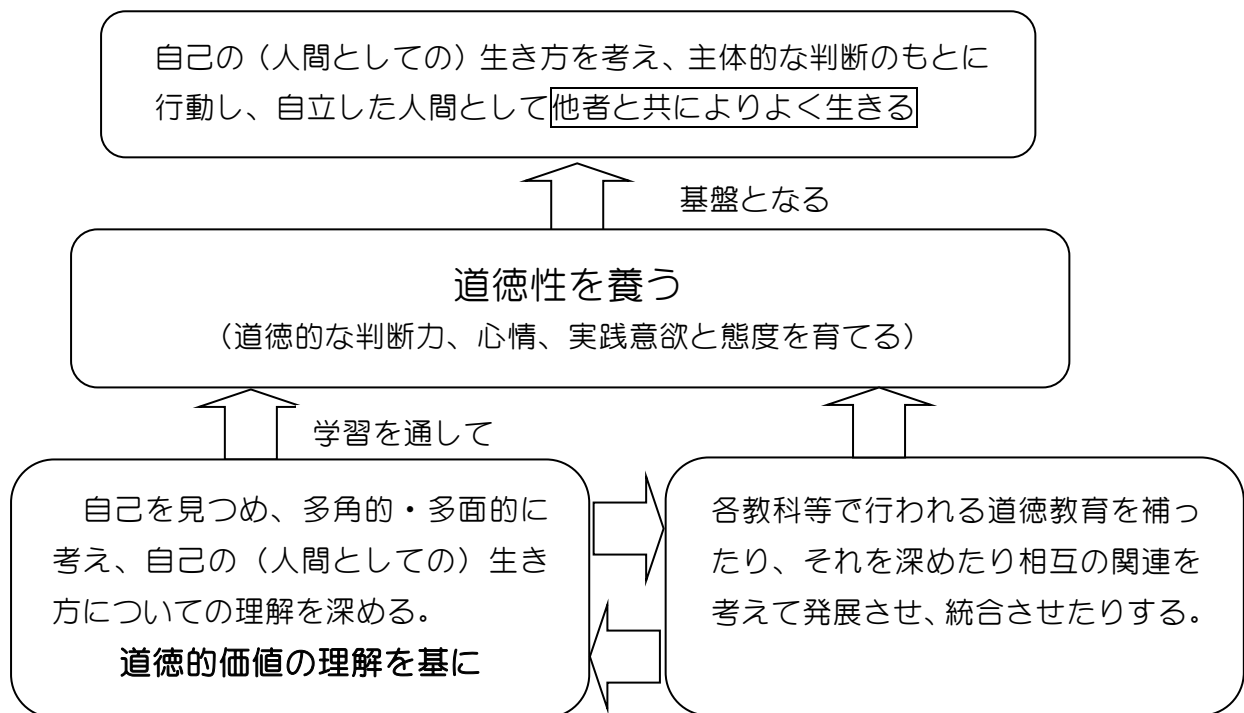 自己の（人間としての）生き方を考え、主体的な判断のもとに
行動し、自立した人間として他者と共によりよく生きる
基盤となる
道徳性を養う
（道徳的な判断力、心情、実践意欲と態度を育てる）
学習を通して
自己を見つめ、多角的・多面的に
考え、自己の（人間としての）生き
方についての理解を深める。
道徳的価値の理解を基に
各教科等で行われる道徳教育を補っ
たり、それを深めたり相互の関連を
考えて発展させ、統合させたりする。